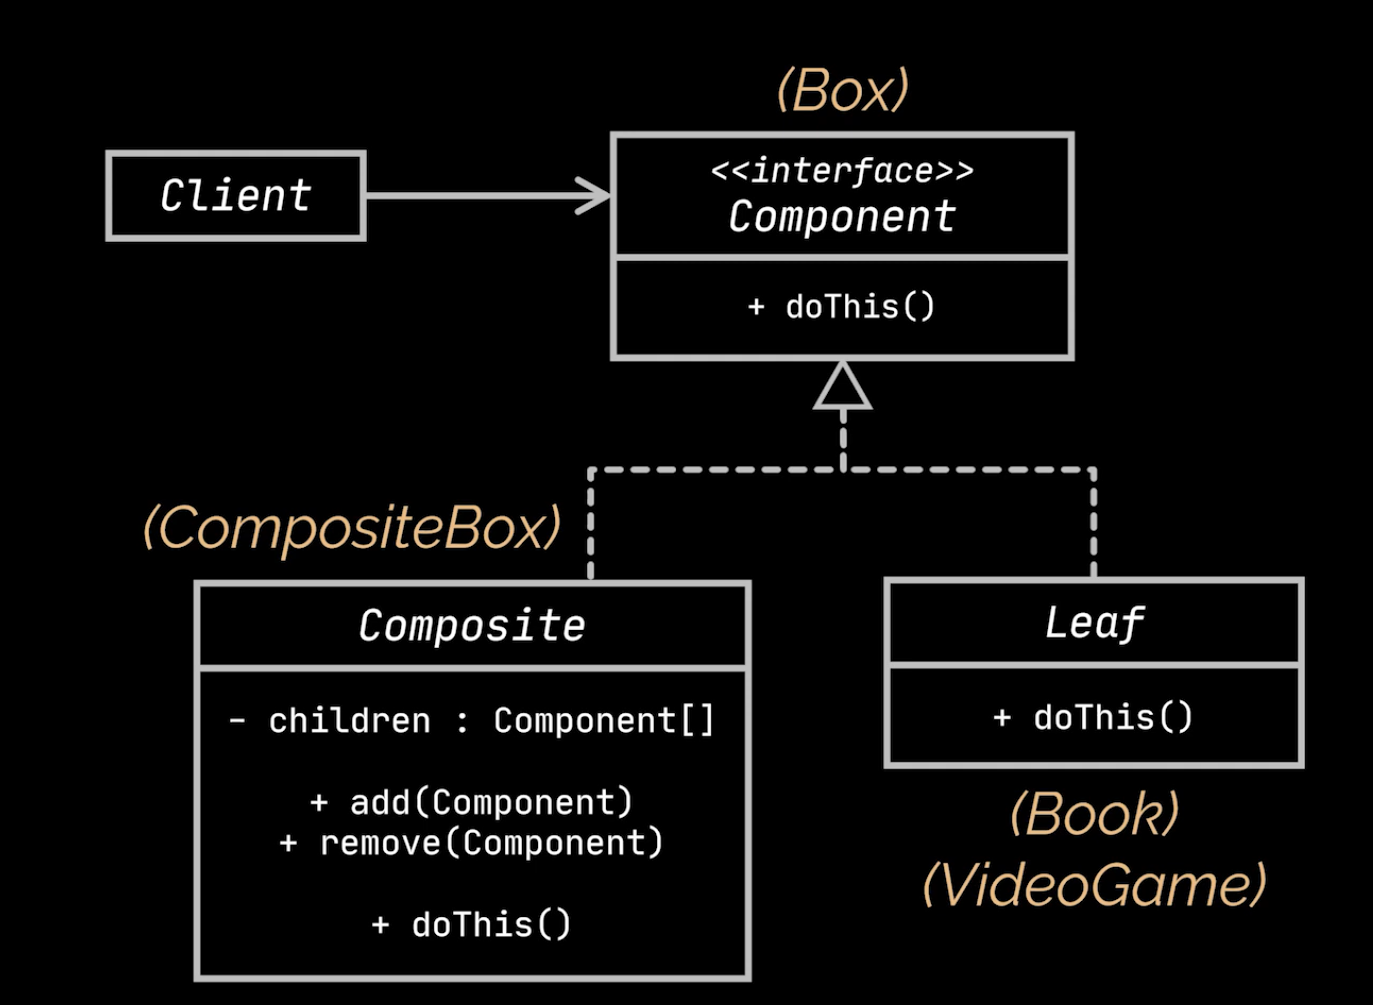 (Box)
Client
<<interface>>
Component
+ doThis()
(CompositeBox)
Composite
- children : Component[]
+ add(Component)
+ remove(Component)
+ doThis()
Leaf
+ doThis()
(Book)
(VideoGame)